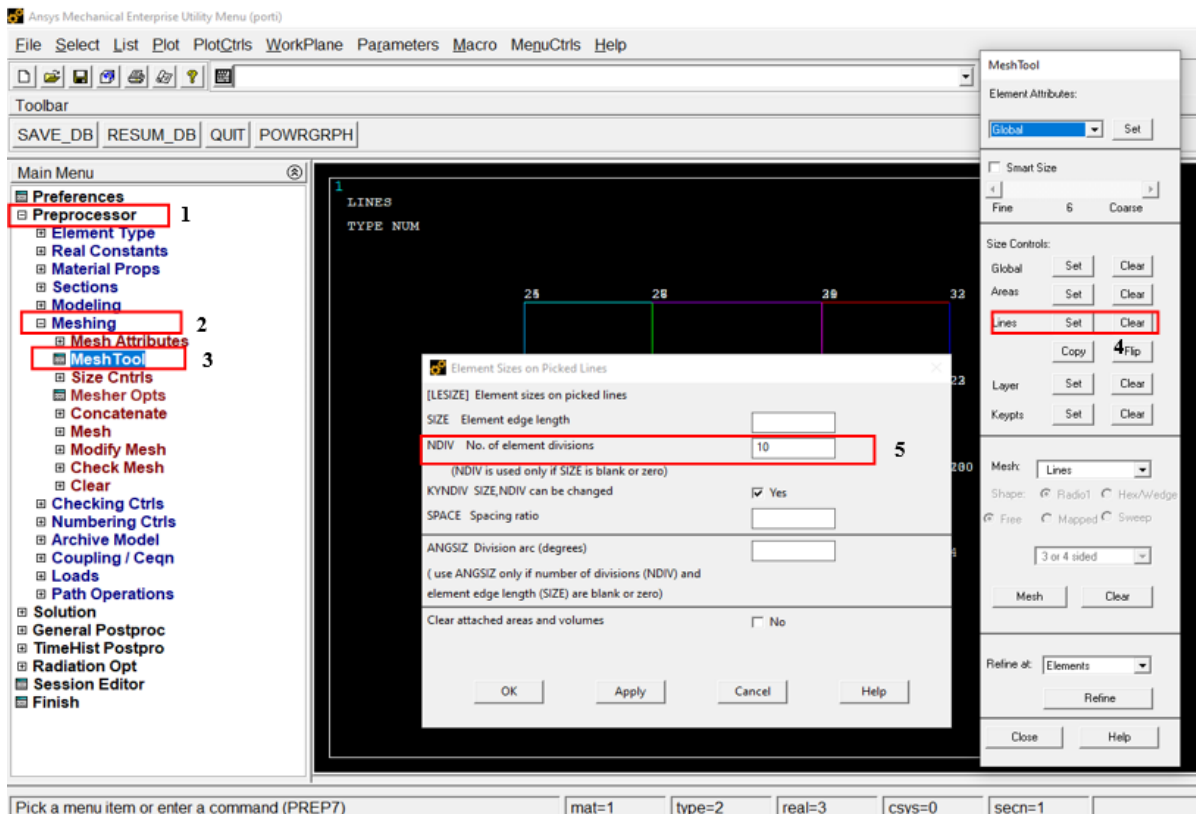 Ansys Mechanical Enterprise Utility Menu (porti)
File Select List Plot PlotCtrls WorkPlane Parameters Macro MenuCtrls Help
Toolbar
SAVE_DB RESUM_DB QUIT POWRGRPH
Main Menu
Preferences
Preprocessor 1
Element Type
Real Constants
Material Props
Sections
Modeling
Meshing 2
Mesh Attributes
MeshTool 3
Size Cntrls
Mesher Opts
Concatenate
Mesh
Modify Mesh
Check Mesh
Clear
Checking Ctrls
Numbering Ctrls
Archive Model
Coupling / Ceqn
Loads
Path Operations
Solution
General Postproc
TimeHist Postpro
Radiation Opt
Session Editor
Finish
1
LINES
TYPE NUM
32
Element Sizes on Picked Lines
[LESIZE] Element sizes on picked lines
SIZE Element edge length
NDIV No. of element divisions 10 5
(NDIV is used only if SIZE is blank or zero)
KYNDIV SIZE,NDIV can be changed Yes
SPACE Spacing ratio
ANGSIZ Division arc (degrees)
( use ANGSIZ only if number of divisions (NDIV) and
element edge length (SIZE) are blank or zero)
Clear attached areas and volumes No
OK Apply Cancel Help
MeshTool
Element Attributes:
Global Set
Smart Size
Fine 6 Coarse
Size Controls:
Global Set Clear
Areas Set Clear
Lines Set Clear
Copy 4 Flip
Layer Set Clear
Keypts Set Clear
Mesh: Lines
Shape: Radio1 Hex/Wedge
Free Mapped Sweep
3 or 4 sided
Mesh Clear
Refine at: Elements
Refine
Close Help
Pick a menu item or enter a command (PREP7) mat=1 type=2 real=3 csys=0 secn=1